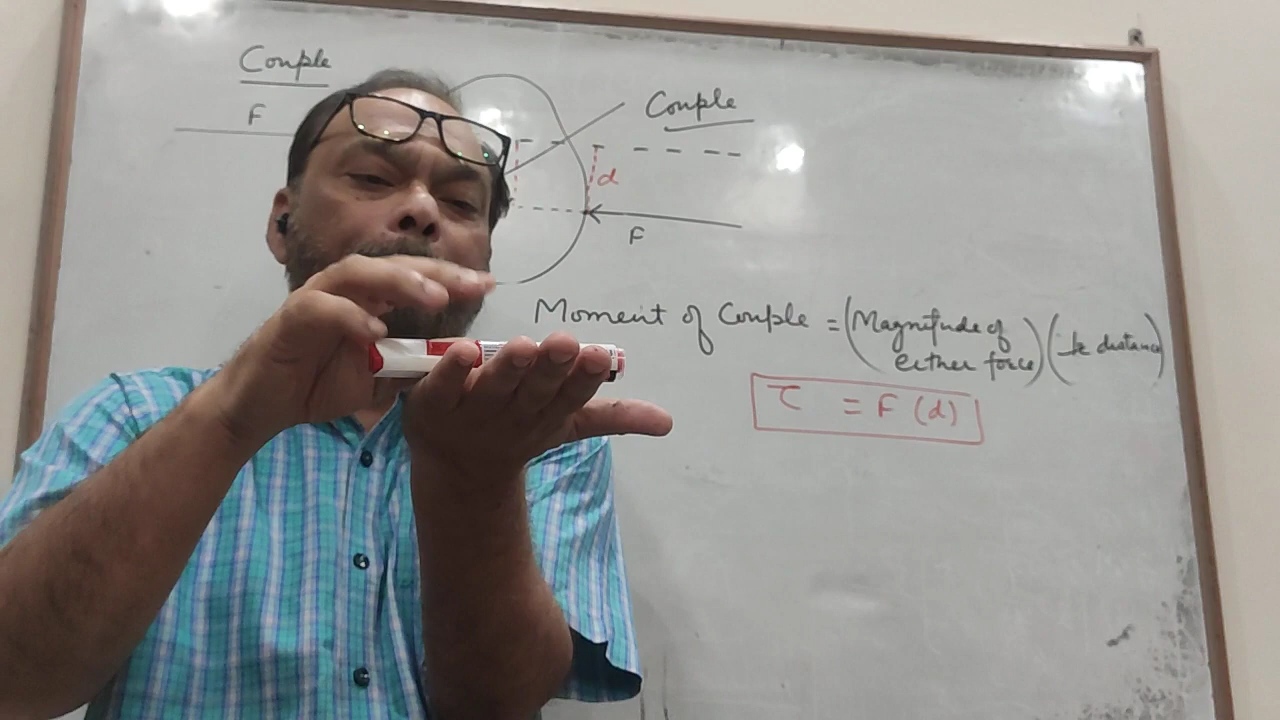 Couple
F
Couple
d
F
Moment of Couple = (Magnitude of either force) (⊥r distance)
τ = F (d)